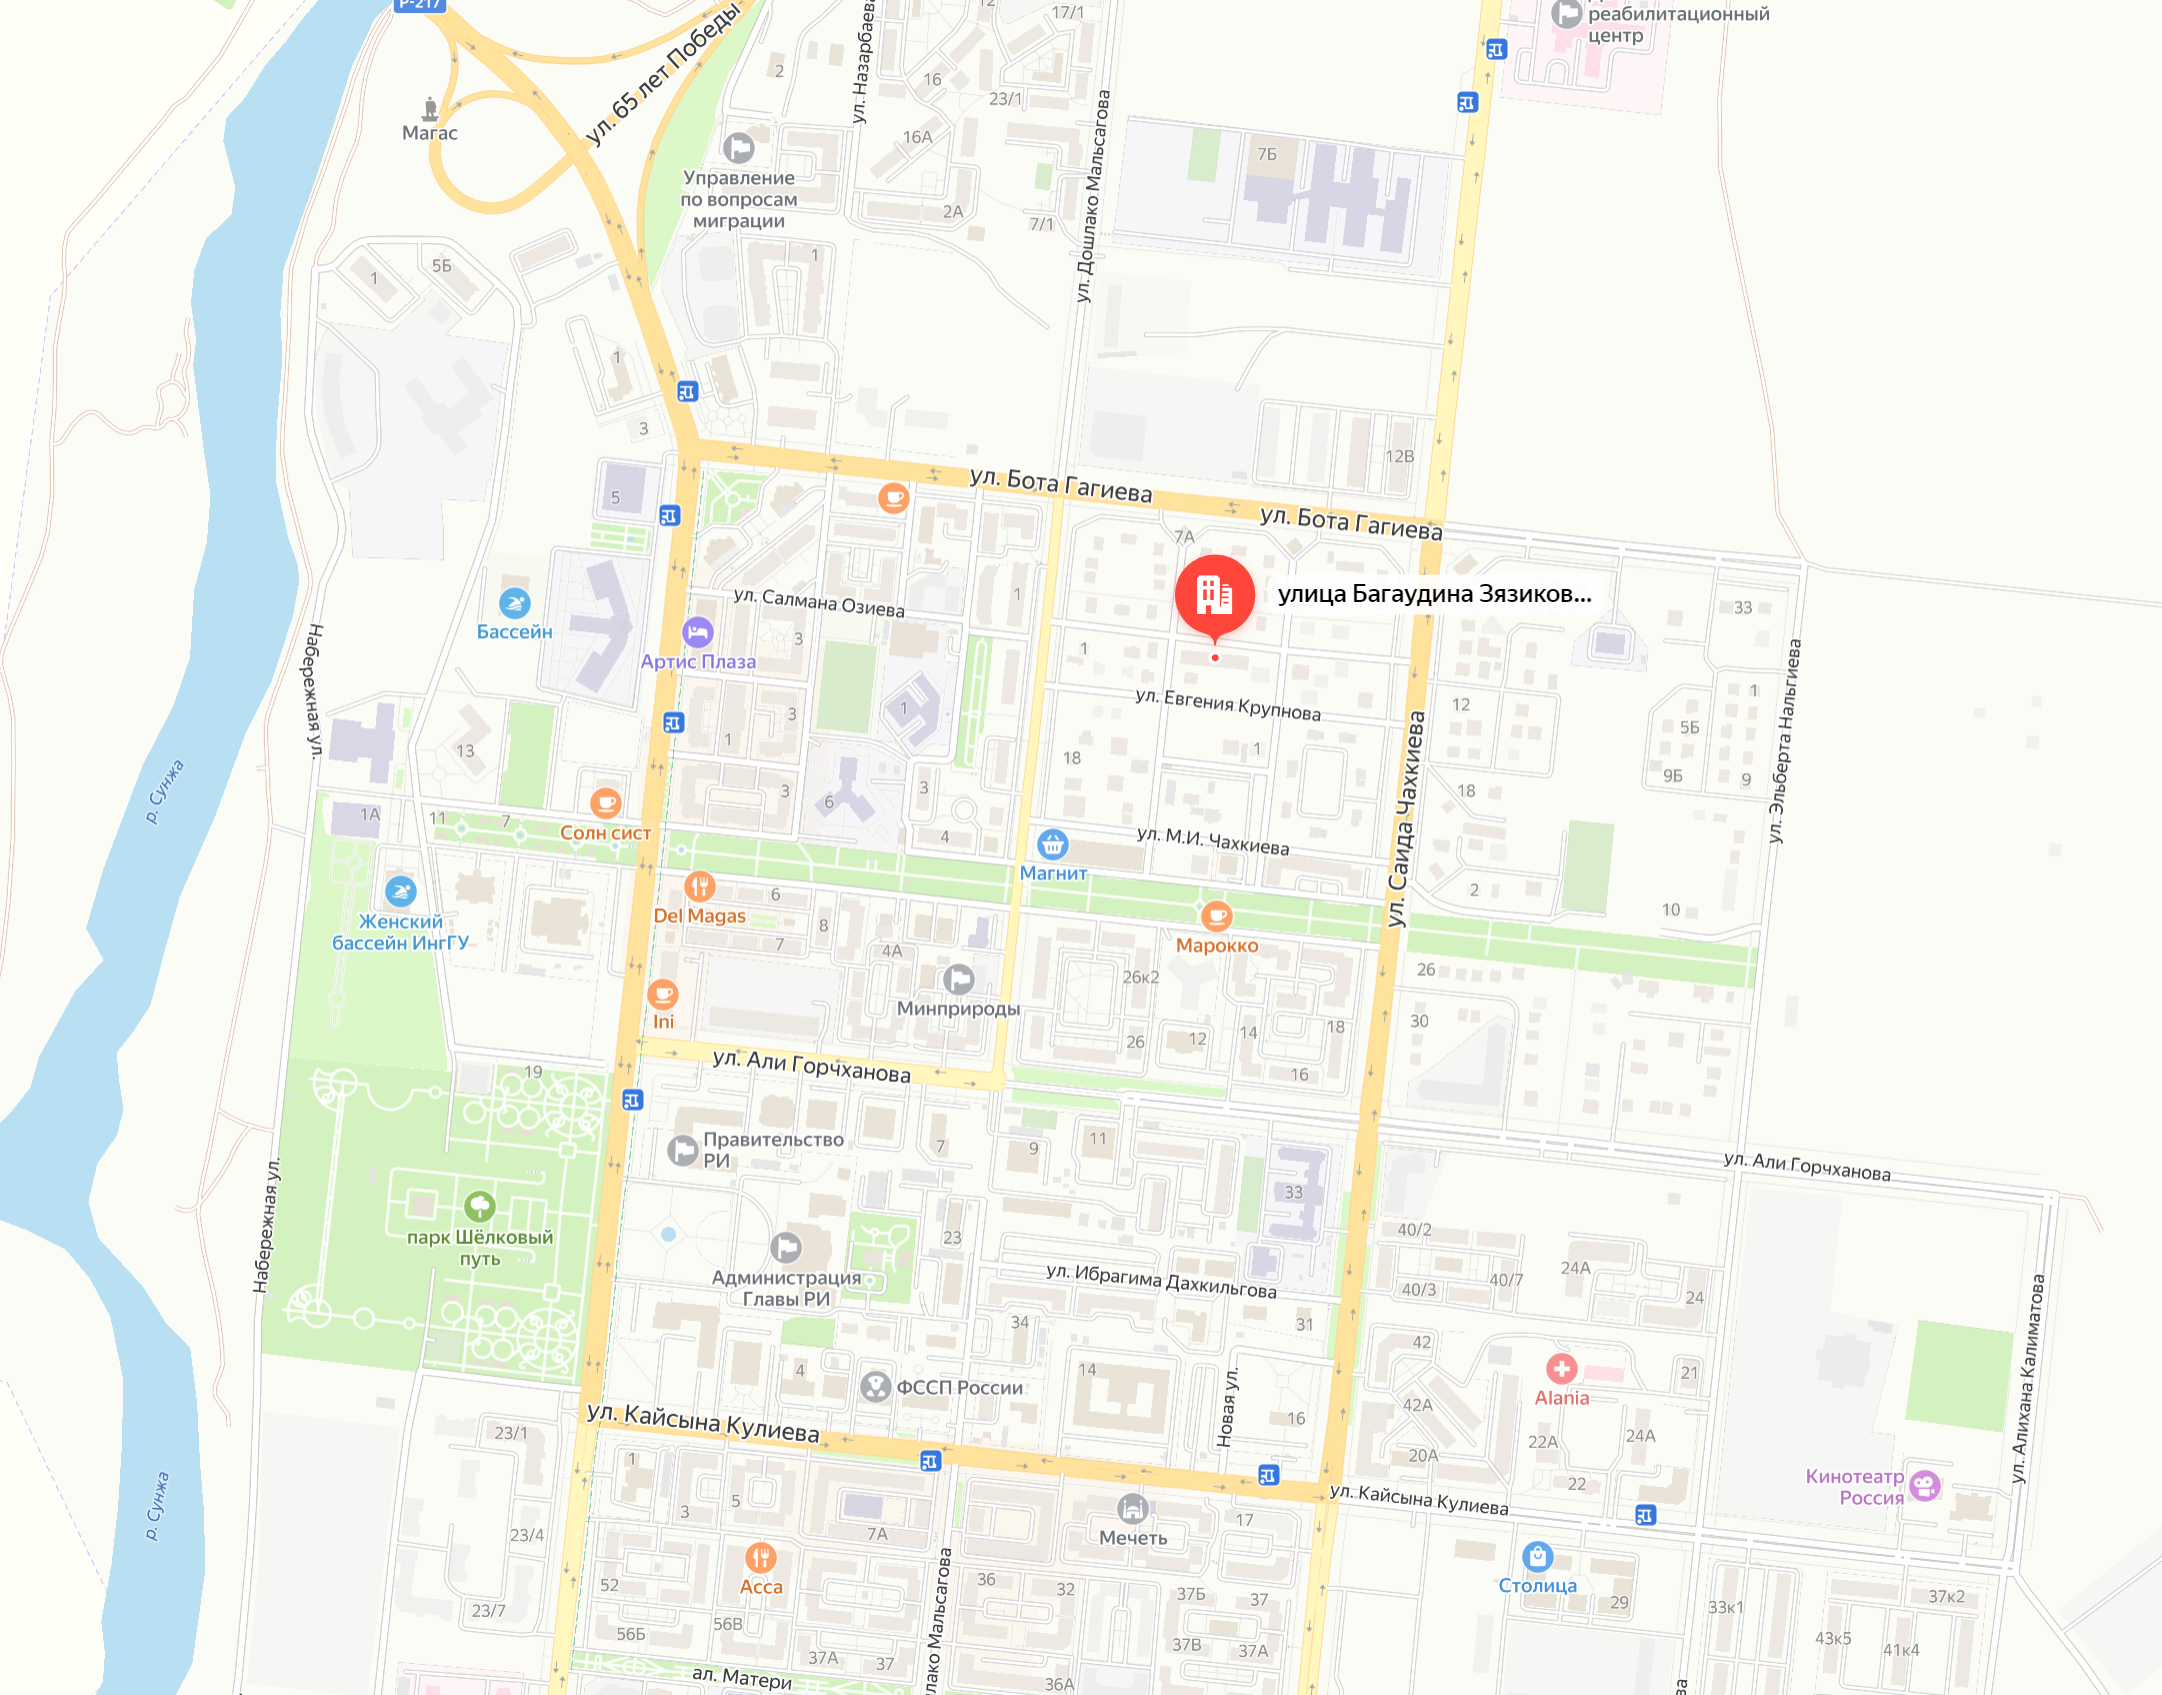 Р-217
ул. 65 лет Победы
ул. Назарбаева
12
17/1
реабилитационный
центр
2
16
23/1
Магас
16А
7Б
Управление
по вопросам
миграции
2А
7/1
ул. Дошлако Мальсагова
1
5Б
1
1
3
12В
5
ул. Бота Гагиева
ул. Бота Гагиева
7А
улица Багаудина Зязиков...
1
33
ул. Салмана Озиева
Бассейн
3
Артис Плаза
1
Набережная ул.
ул. Евгения Крупнова
12
1
5Б
ул. Эльберта Нальгиева
1
3
1
13
18
1
9Б
9
р. Сунжа
3
6
3
18
1А
11
7
Солн сист
4
ул. М.И. Чахкиева
ул. Саида Чахкиева
Магнит
6
2
Женский
бассейн ИнгГУ
Del Magas
8
7
10
Марокко
4А
26к2
26
Минприроды
Ini
30
14
18
12
26
ул. Али Горчханова
19
16
Правительство
РИ
7
9
11
ул. Али Горчханова
33
Набережная ул.
парк Шёлковый
путь
23
40/2
Администрация
Главы РИ
ул. Ибрагима Дахкильгова
24А
40/7
40/3
24
34
31
42
ул. Алихана Калиматова
4
ФССП России
14
Новая ул.
21
Alania
42А
16
ул. Кайсына Кулиева
23/1
20А
22А
24А
22
1
Кинотеатр
Россия
ул. Кайсына Кулиева
р. Сунжа
5
3
23/4
7А
Мечеть
17
Столица
52
Асса
36
32
37Б
37
29
33к1
37к2
23/7
56Б
56В
37А
37
37В
37А
43к5
41к4
ал. Матери
36А
лако Мальсагова
ва